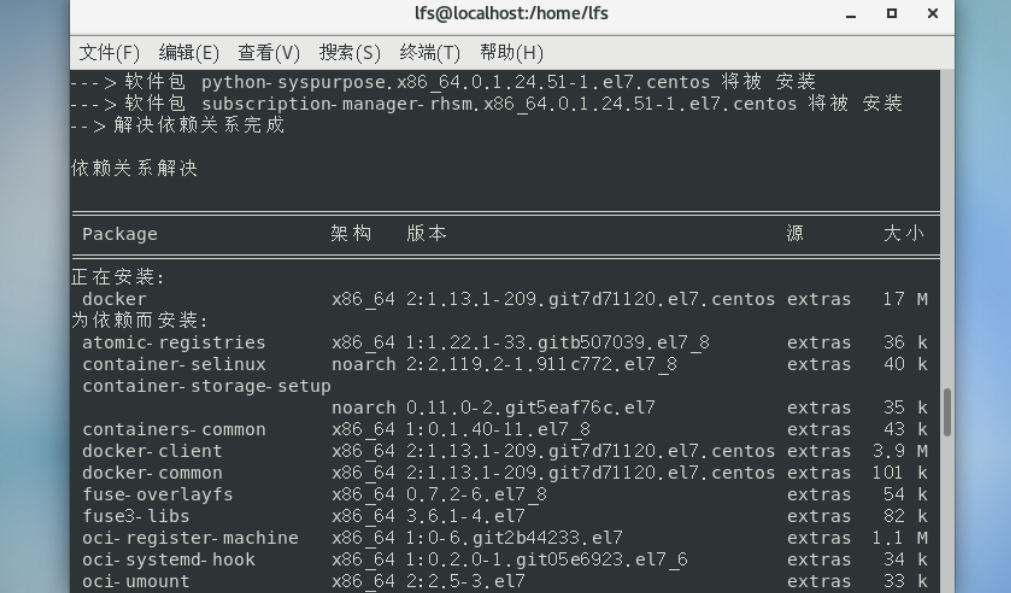 lfs@localhost:/home/lfs
文件(F) 编辑(E) 查看(V) 搜索(S) 终端(T) 帮助(H)
---> 软件包 python-syspurpose.x86_64.0.1.24.51-1.el7.centos 将被 安装
---> 软件包 subscription-manager-rhsm.x86_64.0.1.24.51-1.el7.centos 将被 安装
--> 解决依赖关系完成
依赖关系解决
Package 架构 版本 源 大小
正在安装:
docker x86_64 2:1.13.1-209.git7d71120.el7.centos extras 17 M
为依赖而安装:
atomic-registries x86_64 1:1.22.1-33.gitb507039.el7_8 extras 36 k
container-selinux noarch 2:2.119.2-1.911c772.el7_8 extras 40 k
container-storage-setup
noarch 0.11.0-2.git5eaf76c.el7 extras 35 k
containers-common x86_64 1:0.1.40-11.el7_8 extras 43 k
docker-client x86_64 2:1.13.1-209.git7d71120.el7.centos extras 3.9 M
docker-common x86_64 2:1.13.1-209.git7d71120.el7.centos extras 101 k
fuse-overlayfs x86_64 0.7.2-6.el7_8 extras 54 k
fuse3-libs x86_64 3.6.1-4.el7 extras 82 k
oci-register-machine x86_64 1:0-6.git2b44233.el7 extras 1.1 M
oci-systemd-hook x86_64 1:0.2.0-1.git05e6923.el7_6 extras 34 k
oci-umount x86_64 2:2.5-3.el7 extras 33 k